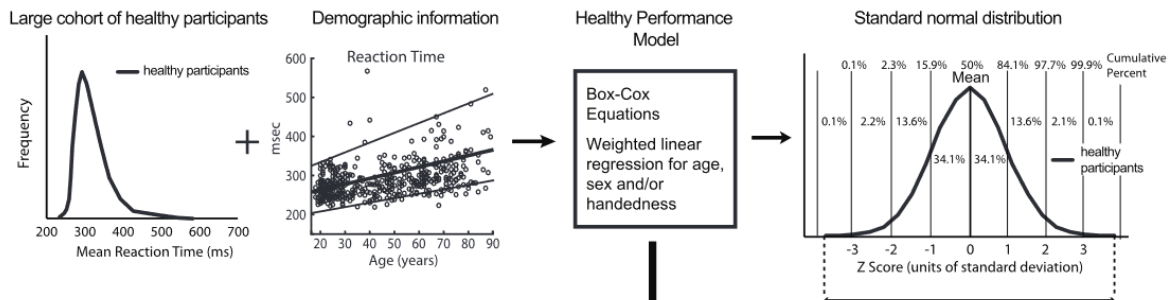 Large cohort of healthy participants
healthy participants
Frequency
200 300 400 500 600 700
Mean Reaction Time (ms)
+
Demographic information
Reaction Time
600
500
400
300
200
msec
20 30 40 50 60 70 80 90
Age (years)
Healthy Performance
Model
Box-Cox
Equations
Weighted linear
regression for age,
sex and/or
handedness
Standard normal distribution
0.1% 2.3% 15.9% 50% 84.1% 97.7% 99.9% Cumulative
Percent
Mean
0.1% 2.2% 13.6% 13.6% 2.1% 0.1%
34.1% 34.1%
healthy
participants
-3 -2 -1 0 1 2 3
Z Score (units of standard deviation)